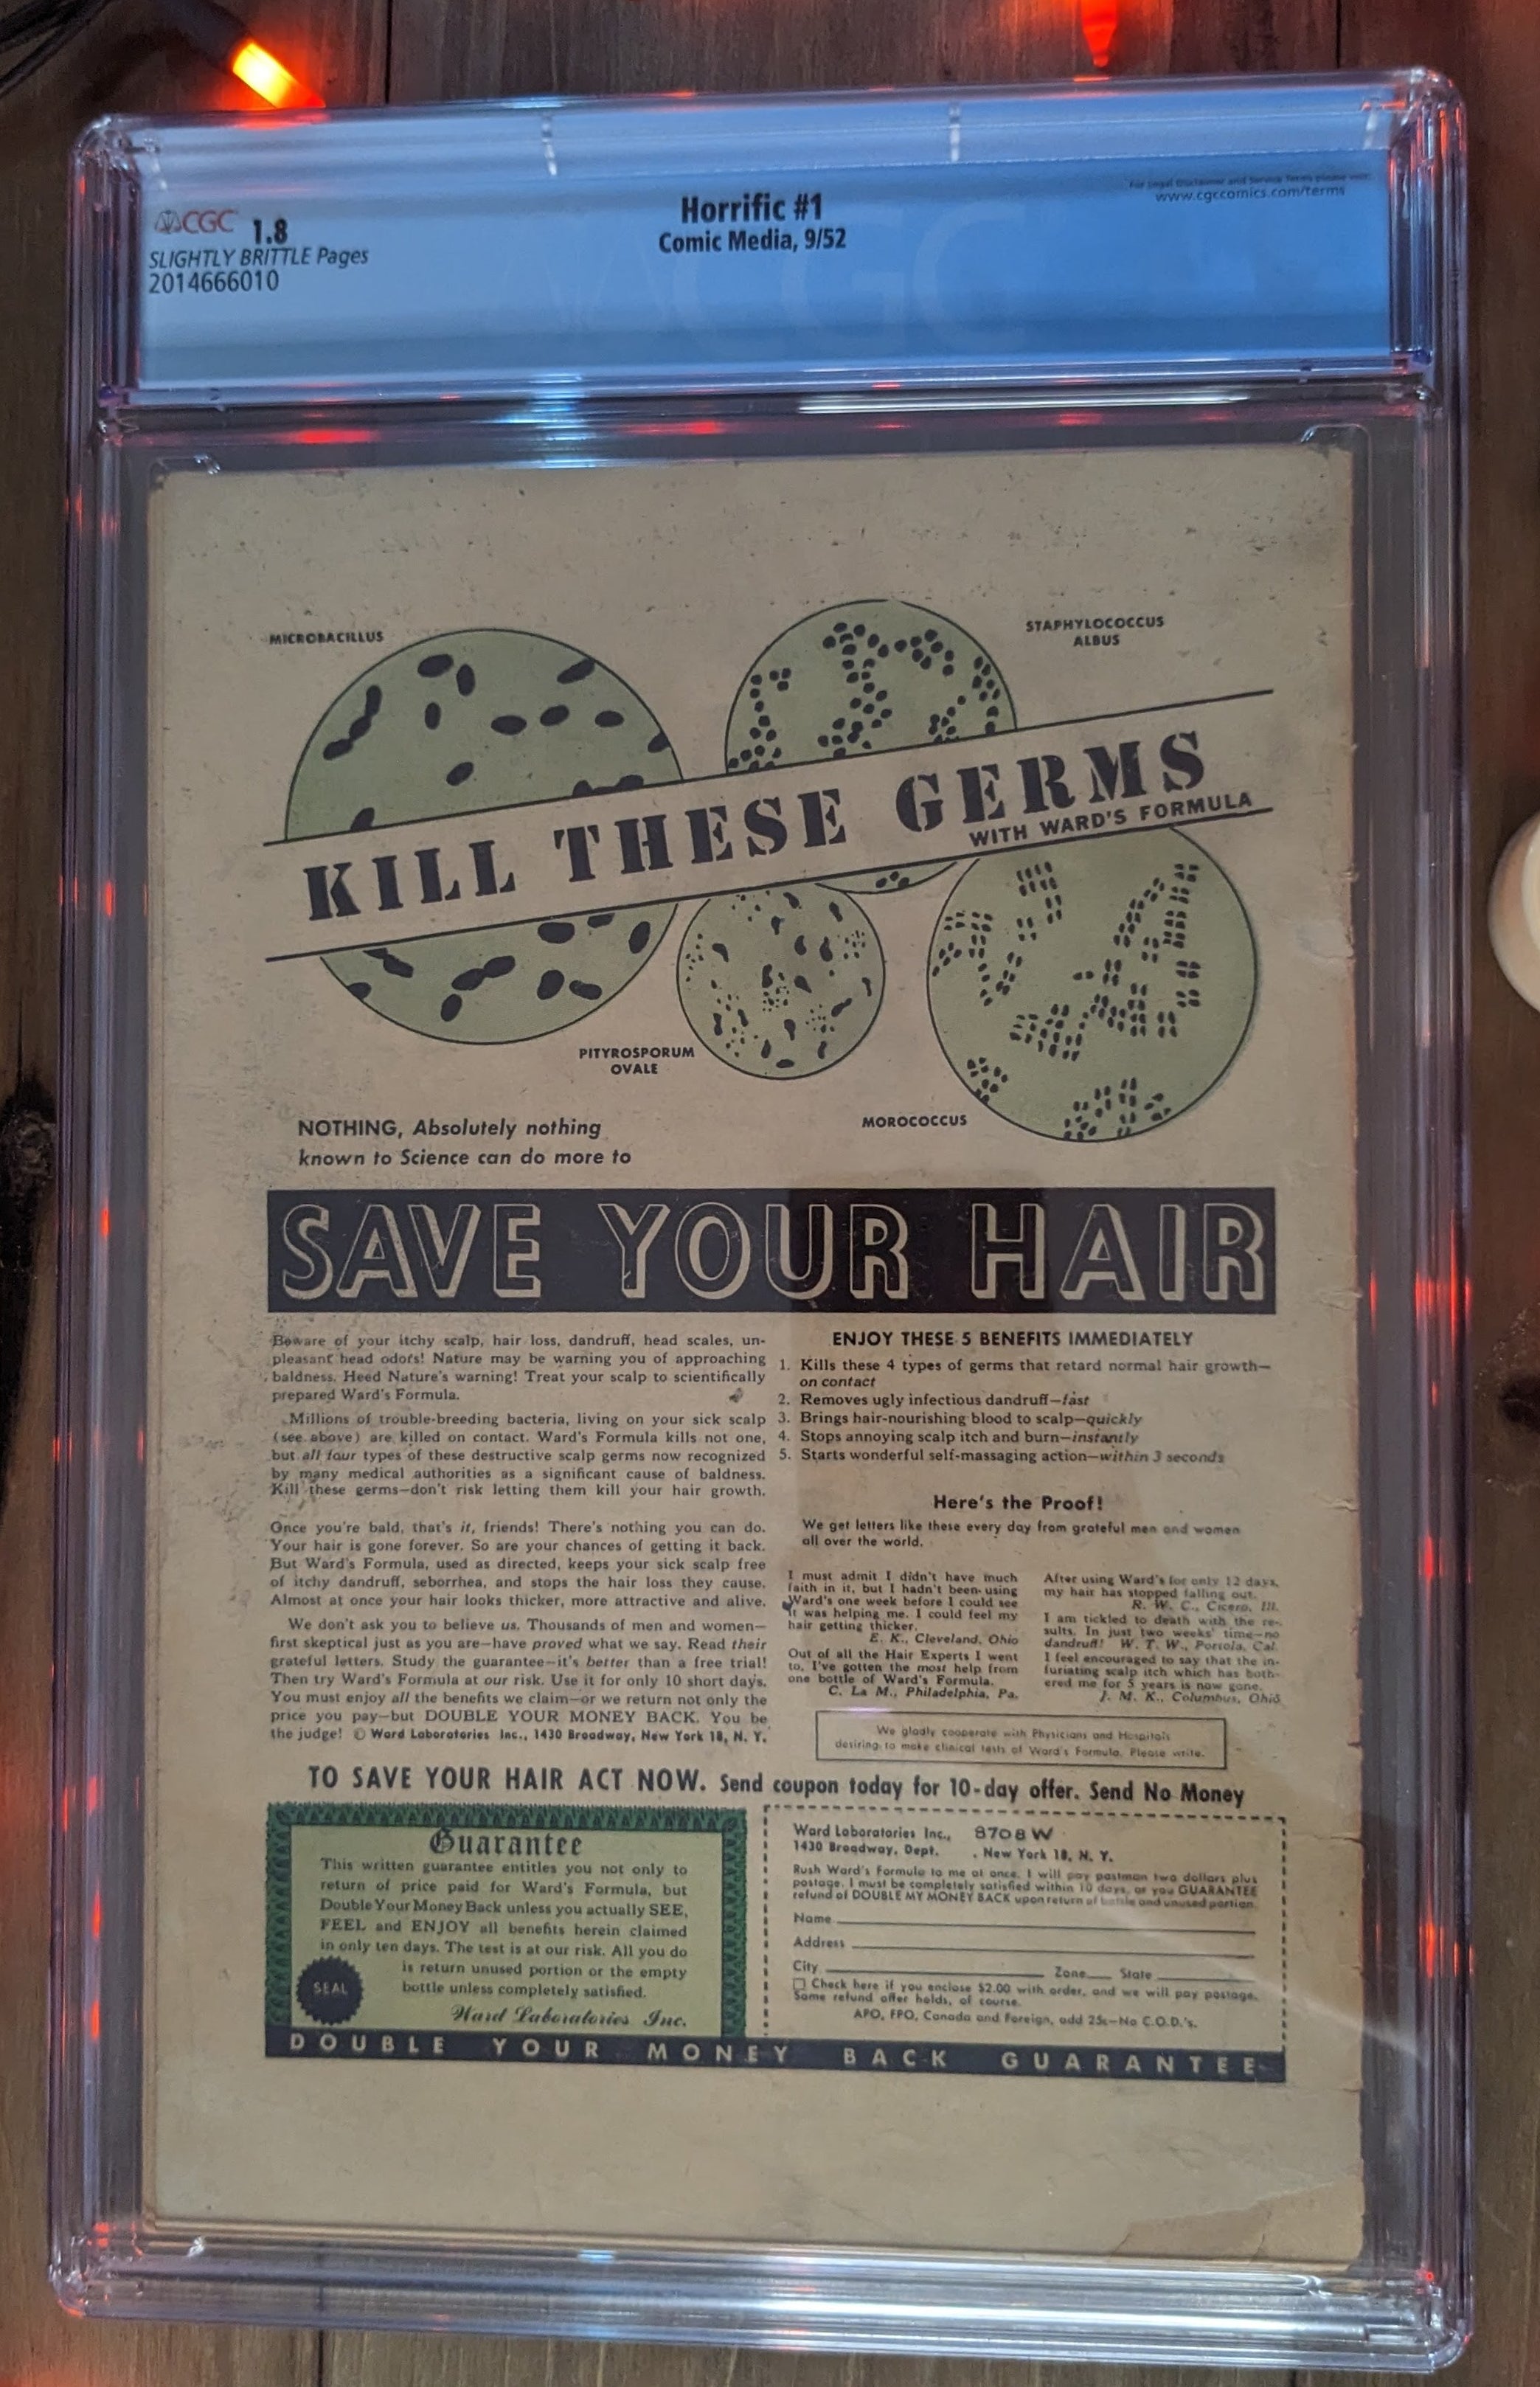 CGC 1.8
SLIGHTLY BRITTLE Pages
2014666010
Horrific #1
Comic Media, 9/52
For Legal Disclaimer and Service Terms please visit:
www.cgccomics.com/terms
MICROBACILLUS
STAPHYLOCOCCUS
ALBUS
KILL THESE GERMS
WITH WARD'S FORMULA
PITYROSPORUM
OVALE
MOROCOCCUS
NOTHING, Absolutely nothing
known to Science can do more to
SAVE YOUR HAIR
Beware of your itchy scalp, hair loss, dandruff, head scales, un-
pleasant head odors! Nature may be warning you of approaching
baldness. Heed Nature's warning! Treat your scalp to scientifically
prepared Ward's Formula.
Millions of trouble-breeding bacteria, living on your sick scalp
(see above) are killed on contact. Ward's Formula kills not one,
but all four types of these destructive scalp germs now recognized
by many medical authorities as a significant cause of baldness.
Kill these germs—don't risk letting them kill your hair growth.
Once you're bald, that's it, friends! There's nothing you can do.
Your hair is gone forever. So are your chances of getting it back.
But Ward's Formula, used as directed, keeps your sick scalp free
of itchy dandruff, seborrhea, and stops the hair loss they cause.
Almost at once your hair looks thicker, more attractive and alive.
We don't ask you to believe us. Thousands of men and women—
first skeptical just as you are—have proved what we say. Read their
grateful letters. Study the guarantee—it's better than a free trial!
Then try Ward's Formula at our risk. Use it for only 10 short days.
You must enjoy all the benefits we claim—or we return not only the
price you pay—but DOUBLE YOUR MONEY BACK. You be
the judge! © Ward Laboratories Inc., 1430 Broadway, New York 18, N. Y.
ENJOY THESE 5 BENEFITS IMMEDIATELY
1. Kills these 4 types of germs that retard normal hair growth—
on contact
2. Removes ugly infectious dandruff—fast
3. Brings hair-nourishing blood to scalp—quickly
4. Stops annoying scalp itch and burn—instantly
5. Starts wonderful self-massaging action—within 3 seconds
Here's the Proof!
We get letters like these every day from grateful men and women
all over the world.
I must admit I didn't have much
faith in it, but I hadn't been using
Ward's one week before I could see
it was helping me. I could feel my
hair getting thicker.
E. K., Cleveland, Ohio
Out of all the Hair Experts I went
to, I've gotten the most help from
one bottle of Ward's Formula.
C. La M., Philadelphia, Pa.
After using Ward's for only 12 days,
my hair has stopped falling out.
R. W. C., Cicero, Ill.
I am tickled to death with the re-
sults. In just two weeks' time—no
dandruff! W. T. W., Portola, Cal.
I feel encouraged to say that the in-
furiating scalp itch which has both-
ered me for 5 years is now gone.
J. M. K., Columbus, Ohio
We gladly cooperate with Physicians and Hospitals
desiring to make clinical tests of Ward's Formula. Please write.
TO SAVE YOUR HAIR ACT NOW. Send coupon today for 10-day offer. Send No Money
Guarantee
This written guarantee entitles you not only to
return of price paid for Ward's Formula, but
Double Your Money Back unless you actually SEE,
FEEL and ENJOY all benefits herein claimed
in only ten days. The test is at our risk. All you do
is return unused portion or the empty
bottle unless completely satisfied.
SEAL
Ward Laboratories Inc.
Ward Laboratories Inc., 8708W
1430 Broadway, Dept. , New York 18, N. Y.
Rush Ward's Formula to me at once. I will pay postman two dollars plus
postage. I must be completely satisfied within 10 days, or you GUARANTEE
refund of DOUBLE MY MONEY BACK upon return of bottle and unused portion.
Name
Address
City Zone State
Check here if you enclose $2.00 with order, and we will pay postage.
Same refund offer holds, of course.
APO, FPO, Canada and Foreign, add 25c—No C.O.D.'s.
DOUBLE YOUR MONEY BACK GUARANTEE